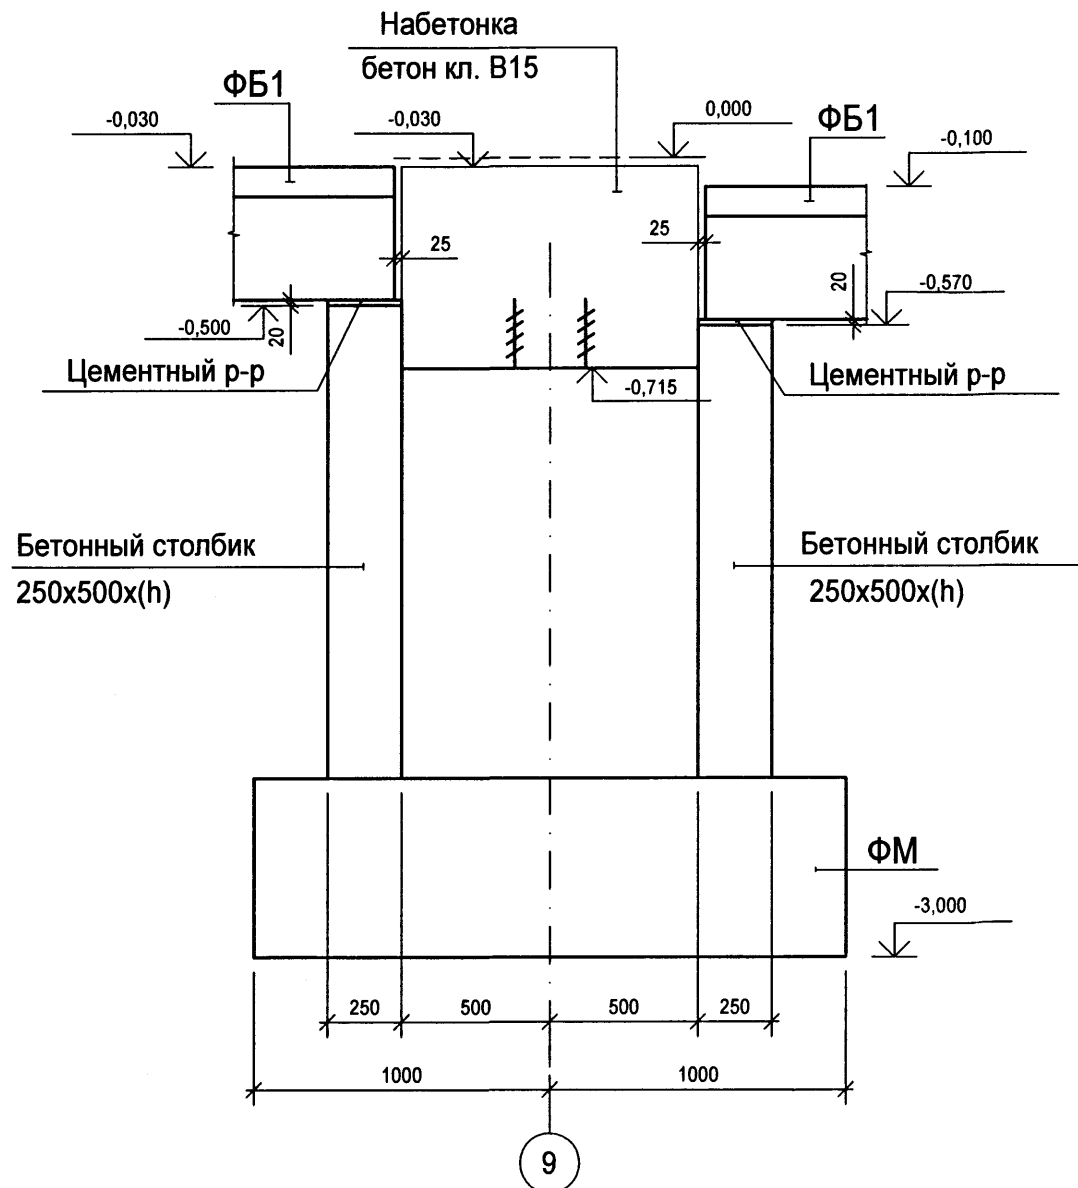 Набетонка
бетон кл. В15
ФБ1
-0,030
-0,030
0,000
ФБ1
-0,100
25
25
20
-0,570
-0,500
20
Цементный р-р
-0,715
Цементный р-р
Бетонный столбик
250х500х(h)
Бетонный столбик
250х500х(h)
ФМ
-3,000
250
500
500
250
1000
1000
9